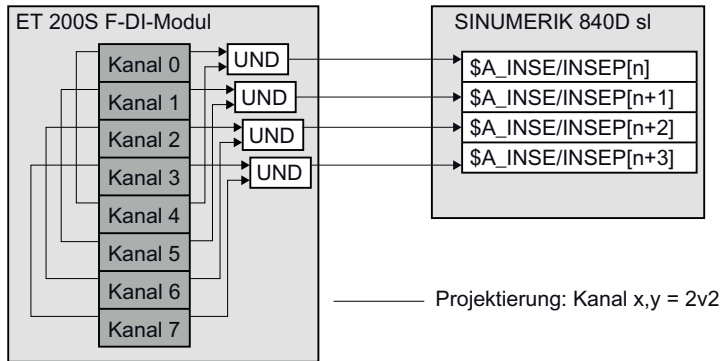 ET 200S F-DI-Modul
SINUMERIK 840D sl
Kanal 0
Kanal 1
Kanal 2
Kanal 3
Kanal 4
Kanal 5
Kanal 6
Kanal 7
UND
UND
UND
UND
$A_INSE/INSEP[n]
$A_INSE/INSEP[n+1]
$A_INSE/INSEP[n+2]
$A_INSE/INSEP[n+3]
Projektierung: Kanal x,y = 2v2